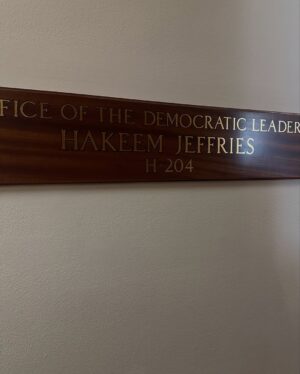 FICE OF THE DEMOCRATIC LEADER
HAKEEM JEFFRIES
H-204